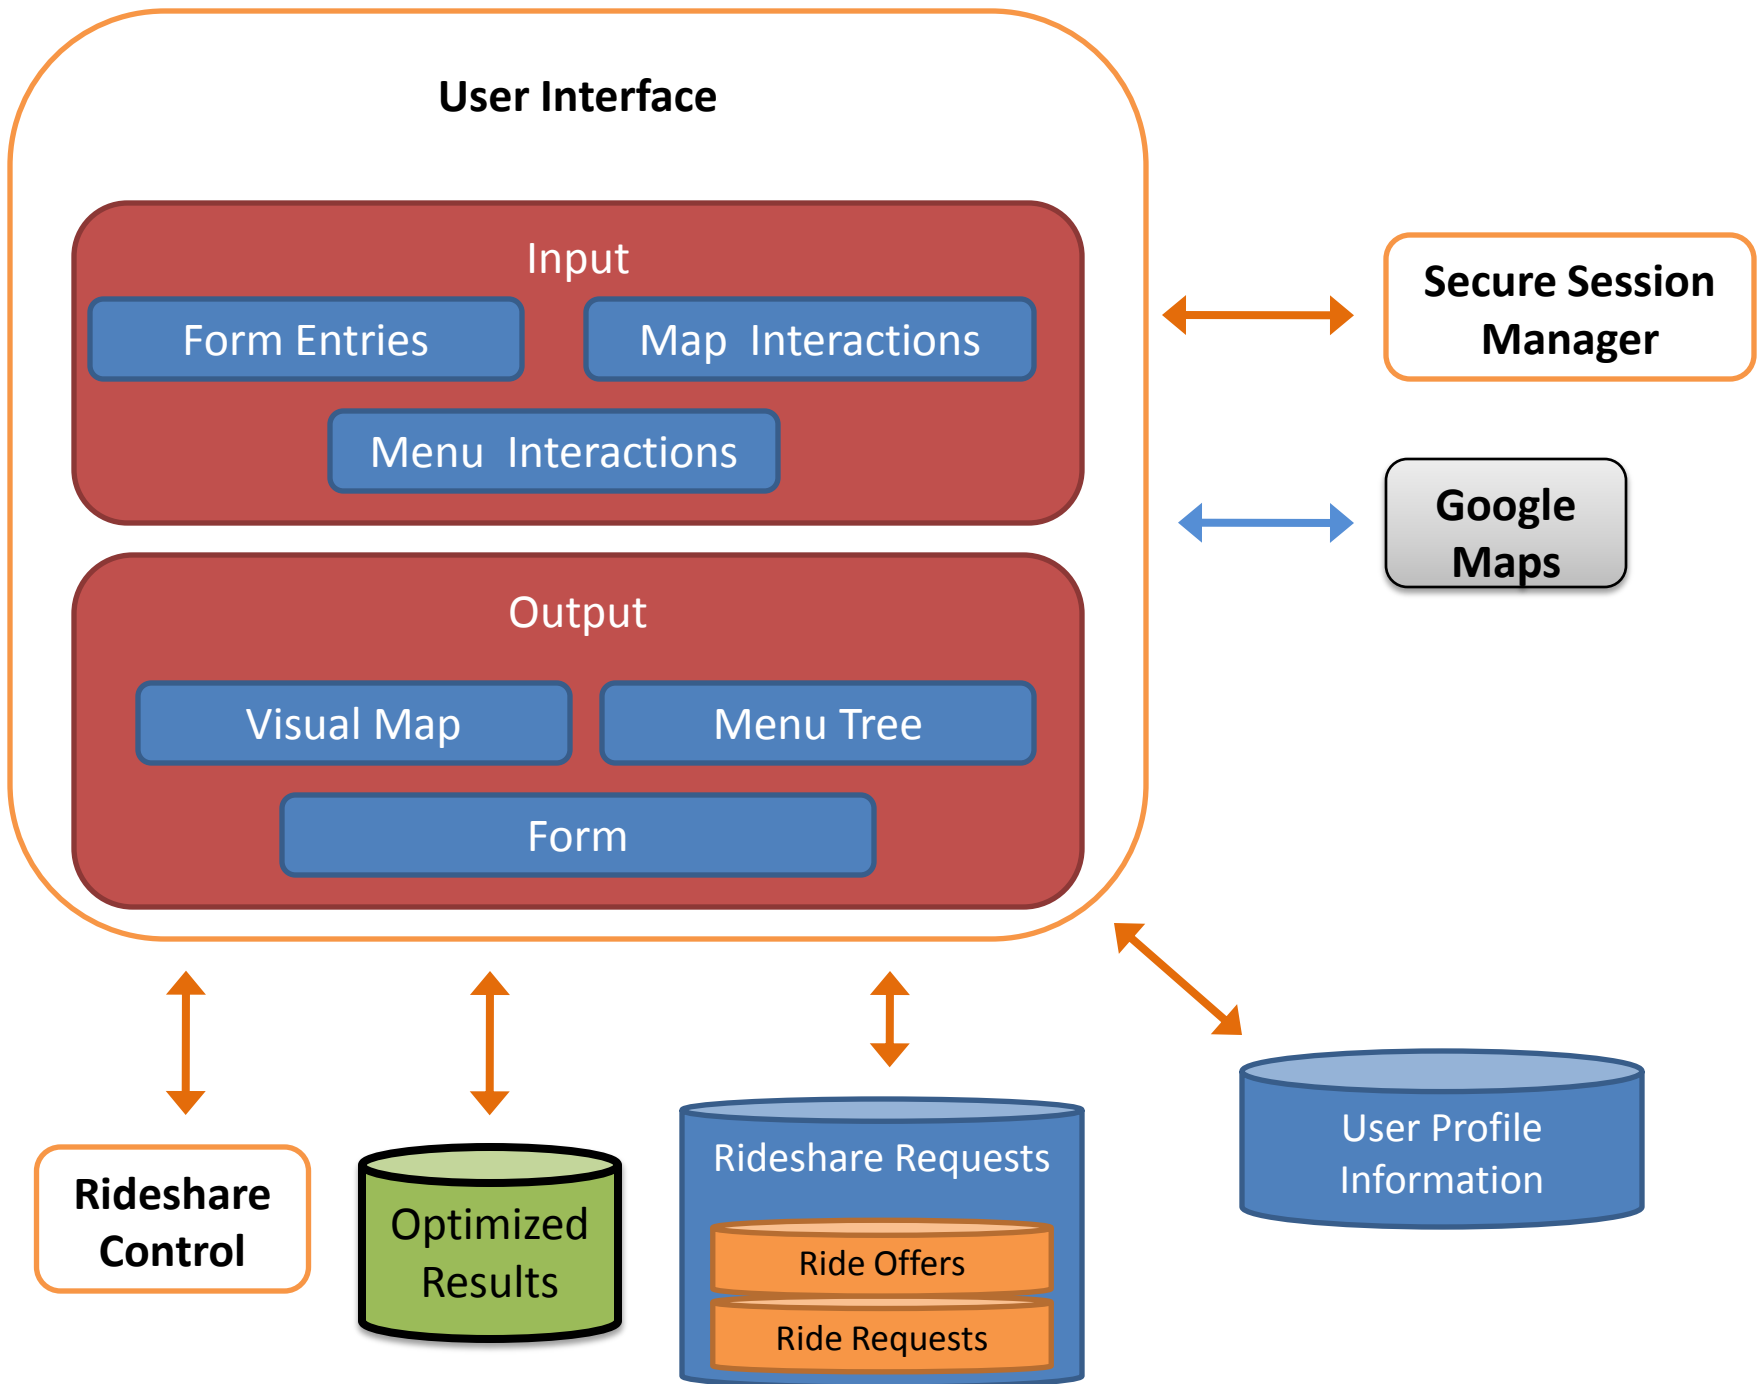 User Interface
Input
Form Entries
Map  Interactions
Menu  Interactions
Output
Visual Map
Menu Tree
Form
Secure Session
Manager
Google
Maps
Rideshare
Control
Optimized
Results
Rideshare Requests
Ride Offers
Ride Requests
User Profile
Information